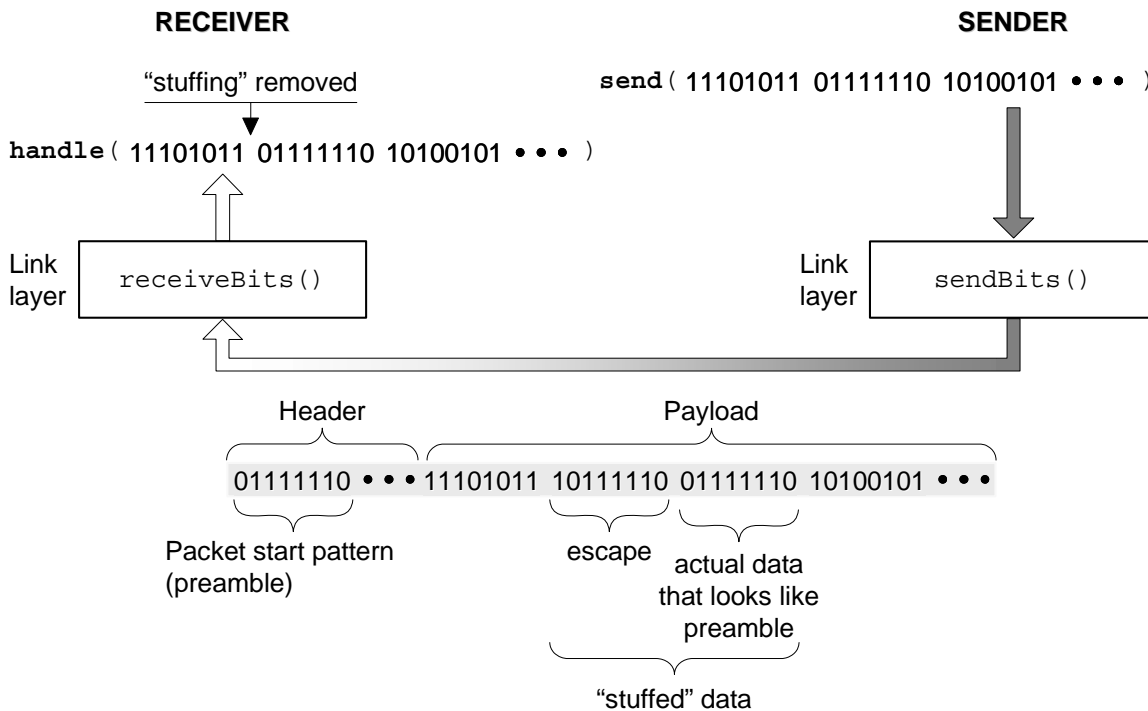 RECEIVER
SENDER
“stuffing” removed
send( 11101011 01111110 10100101 • • • )
handle( 11101011 01111110 10100101 • • • )
Link
layer
receiveBits()
Link
layer
sendBits()
Header
Payload
01111110 • • • 11101011 10111110 01111110 10100101 • • •
Packet start pattern
(preamble)
escape
actual data
that looks like
preamble
“stuffed” data